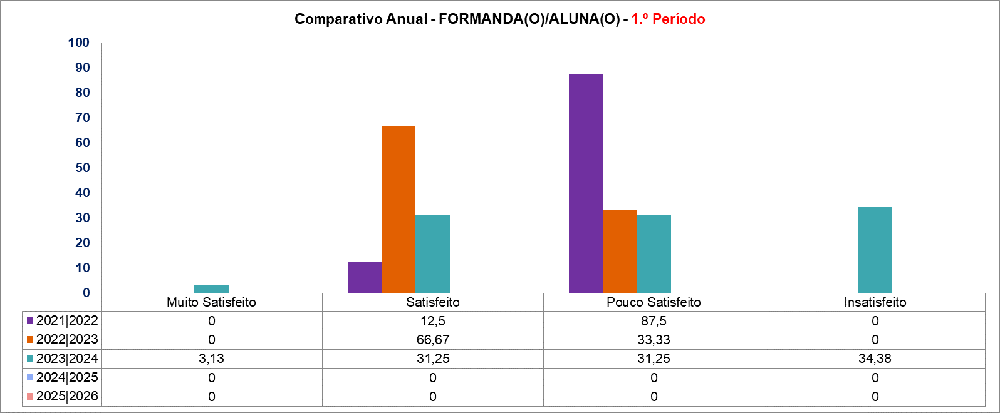 Comparativo Anual - FORMANDA(O)/ALUNA(O) - 1.º Período
100
90
80
70
60
50
40
30
20
10
0
Muito Satisfeito Satisfeito Pouco Satisfeito Insatisfeito
2021|2022 0 12,5 87,5 0
2022|2023 0 66,67 33,33 0
2023|2024 3,13 31,25 31,25 34,38
2024|2025 0 0 0 0
2025|2026 0 0 0 0